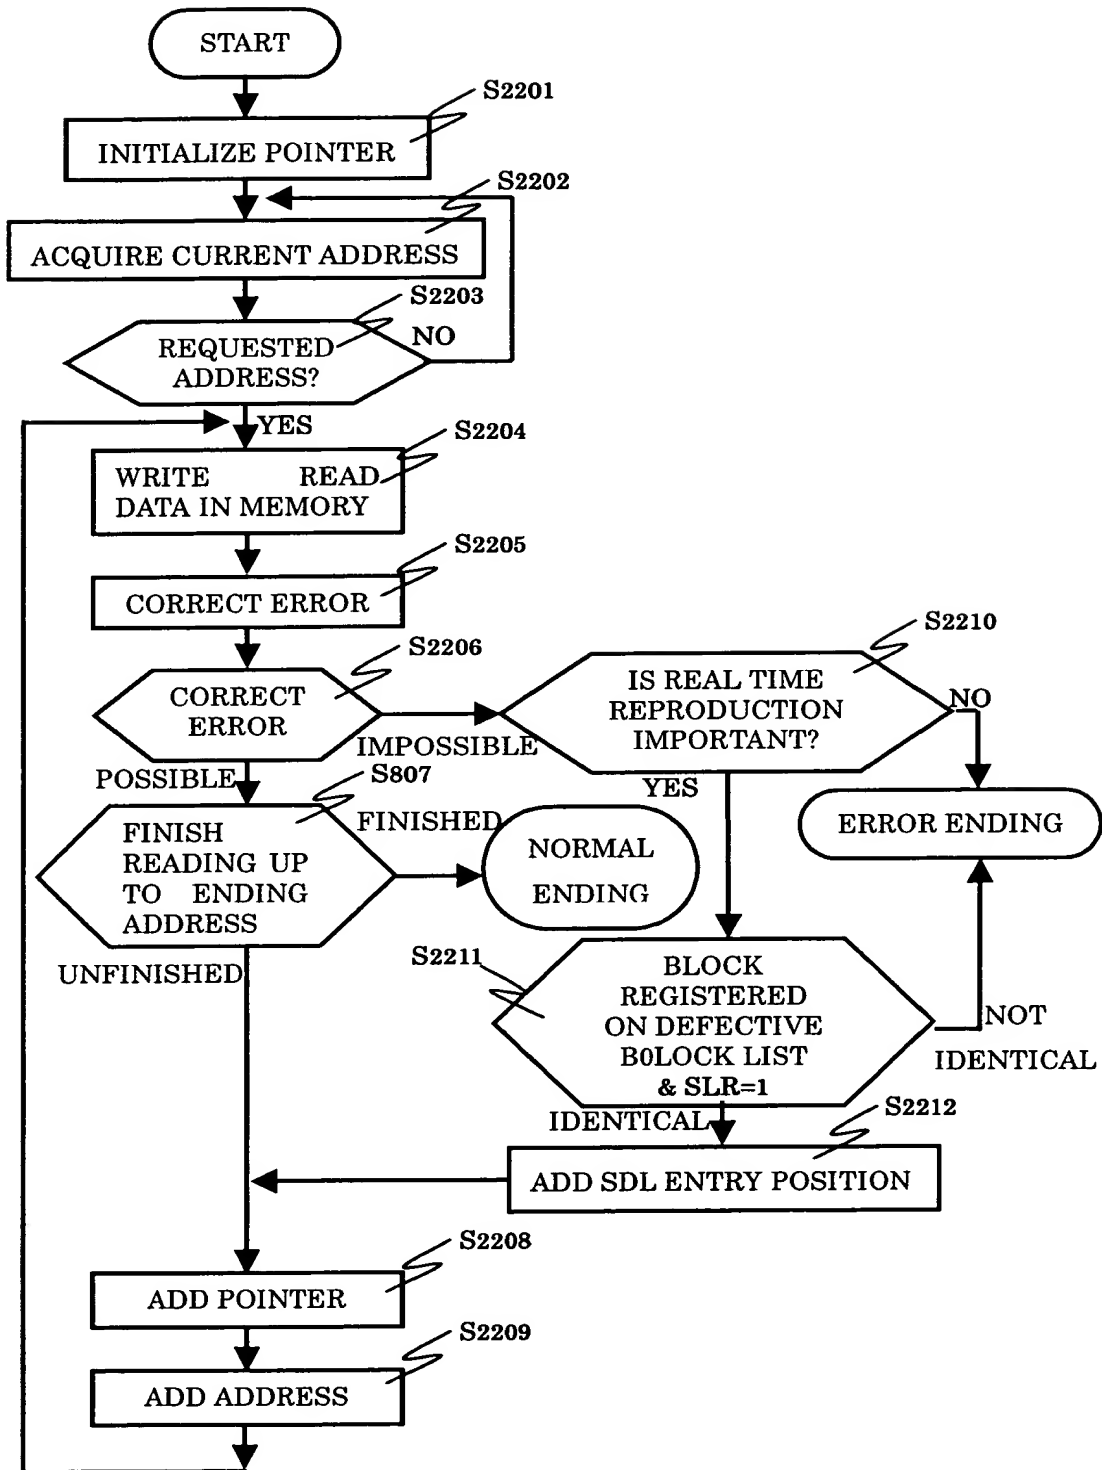 START
S2201
INITIALIZE POINTER
S2202
ACQUIRE CURRENT ADDRESS
S2203
NO
REQUESTED
ADDRESS?
YES
S2204
WRITE READ
DATA IN MEMORY
S2205
CORRECT ERROR
S2206
CORRECT
ERROR
IMPOSSIBLE
POSSIBLE
S2210
IS REAL TIME
REPRODUCTION
IMPORTANT?
NO
YES
ERROR ENDING
S807
FINISH
READING UP
TO ENDING
ADDRESS
FINISHED
NORMAL
ENDING
UNFINISHED
S2211
BLOCK
REGISTERED
ON DEFECTIVE
B0LOCK LIST
& SLR=1
NOT
IDENTICAL
IDENTICAL
S2212
ADD SDL ENTRY POSITION
S2208
ADD POINTER
S2209
ADD ADDRESS